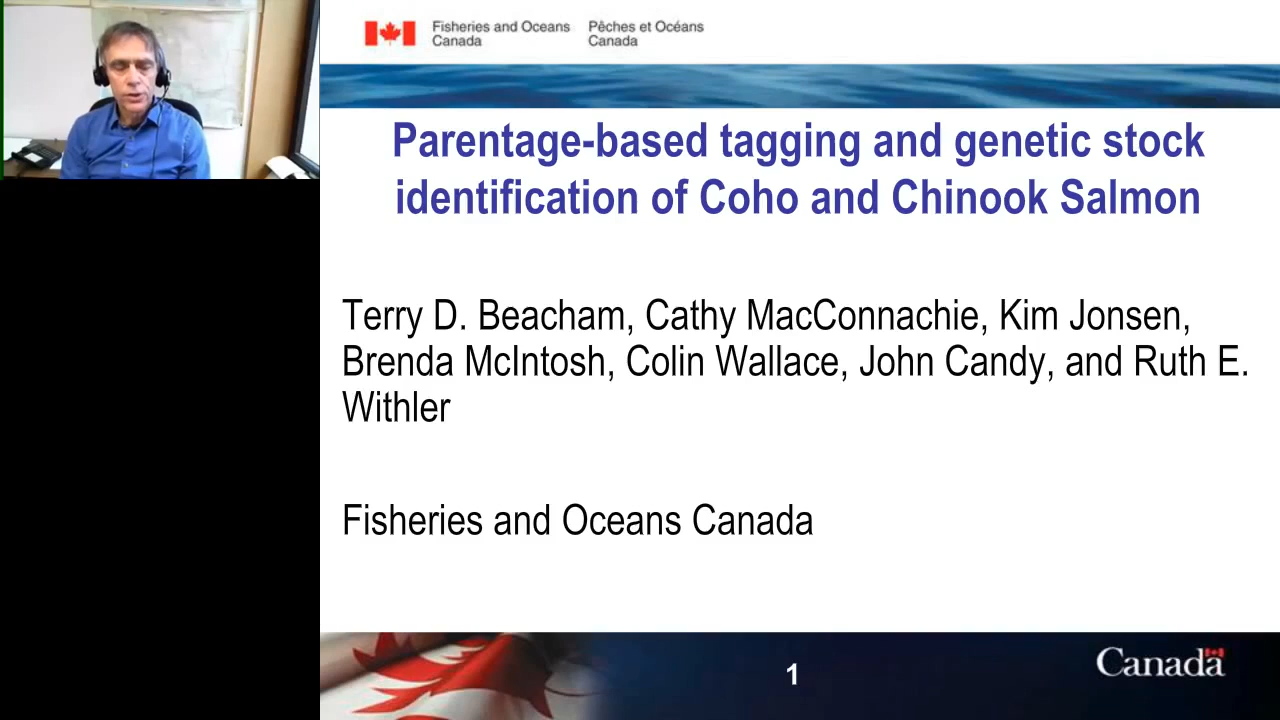 Fisheries and Oceans Canada
Pêches et Océans Canada
Parentage-based tagging and genetic stock
identification of Coho and Chinook Salmon
Terry D. Beacham, Cathy MacConnachie, Kim Jonsen,
Brenda McIntosh, Colin Wallace, John Candy, and Ruth E.
Withler
Fisheries and Oceans Canada
1
Canada